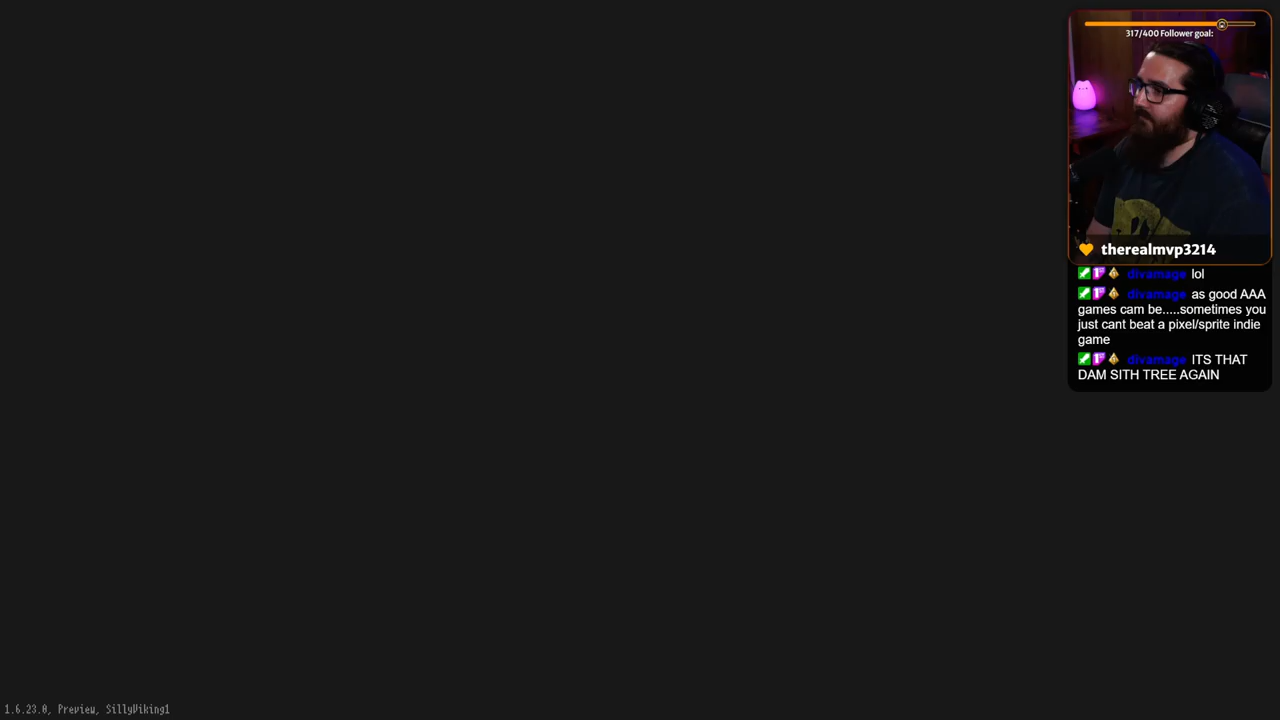 317/400 Follower goal:
therealmvp3214
divamage lol
divamage as good AAA
games cam be.....sometimes you
just cant beat a pixel/sprite indie
game
divamage ITS THAT
DAM SITH TREE AGAIN
1.6.23.0, Preview, SillyViking1